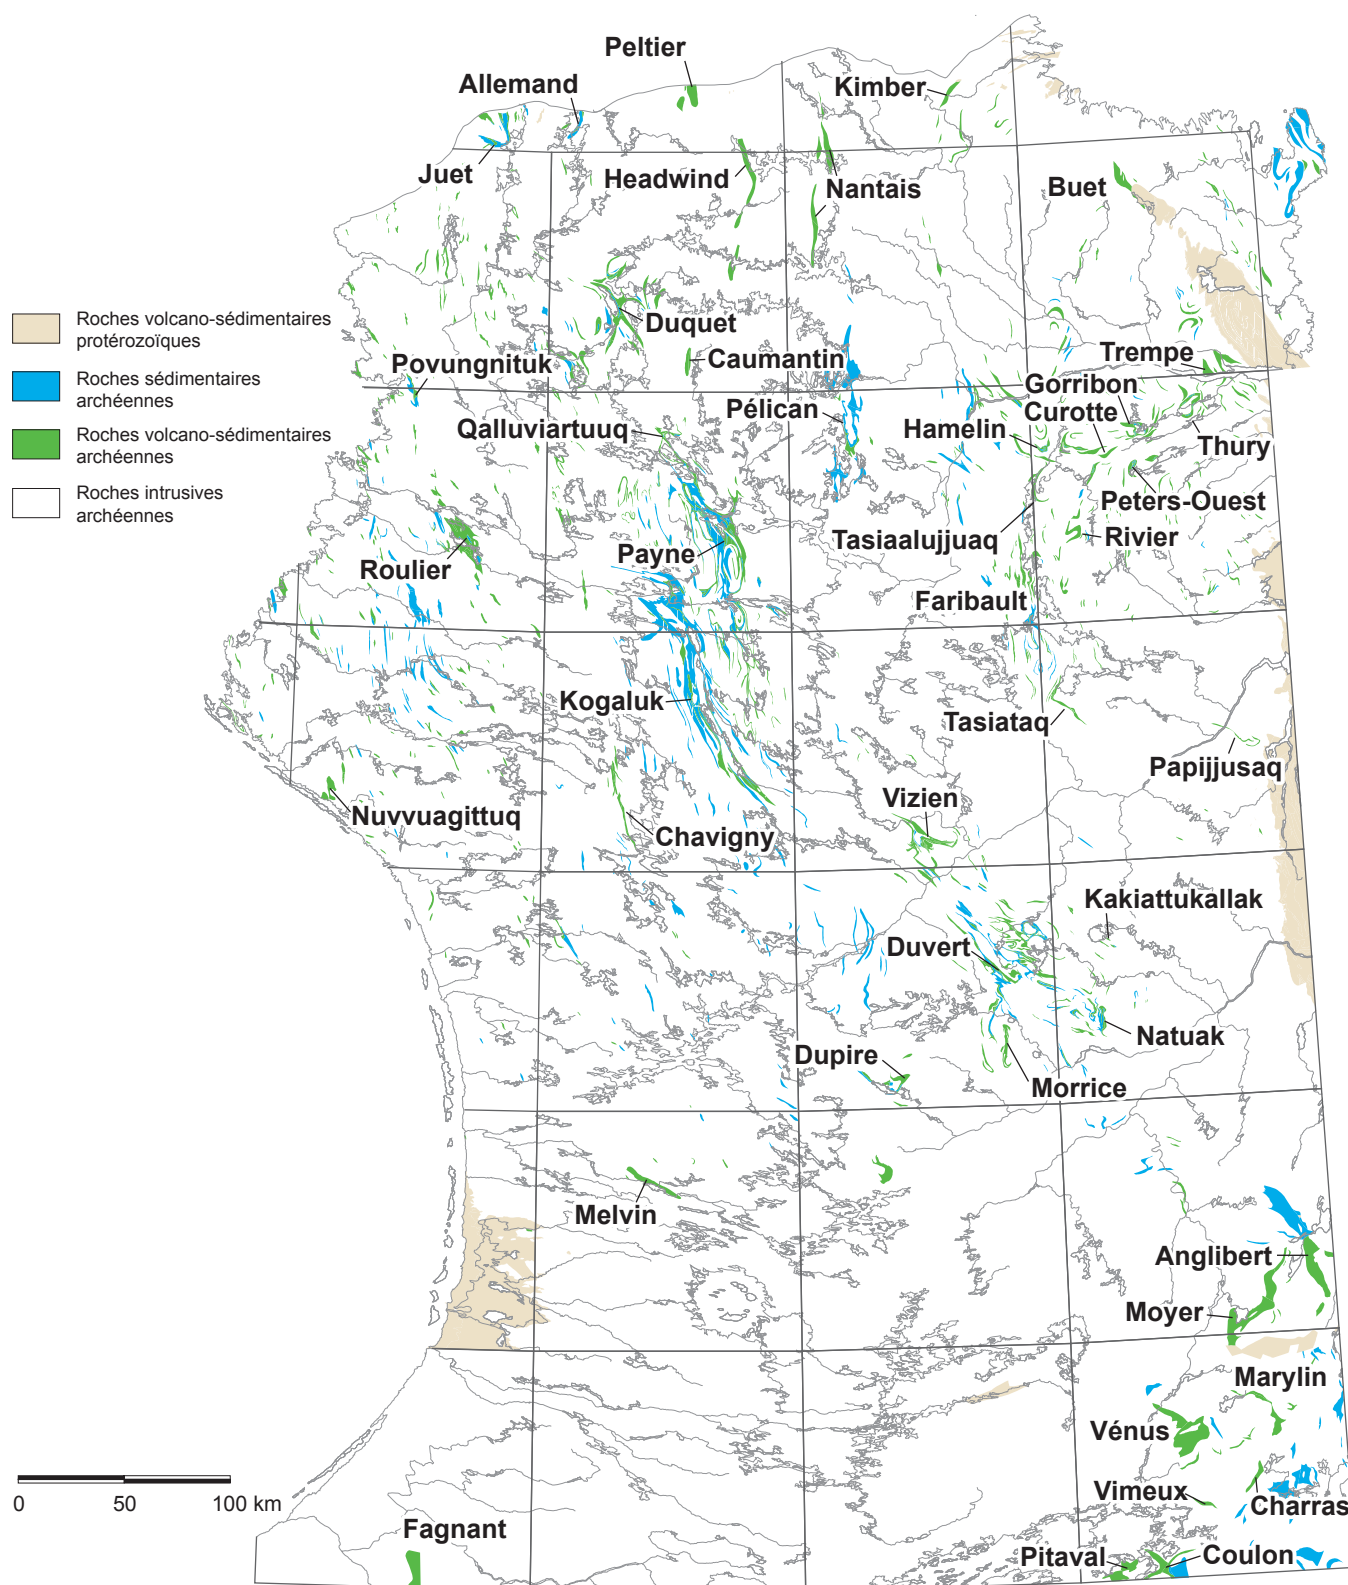 Peltier
Allemand
Kimber
Juet
Headwind
Nantais
Buet
Roches volcano-sédimentaires
protérozoïques
Duquet
Trempe
Povungnituk
Caumantin
Roches sédimentaires
archéennes
Gorribon
Pélican
Curotte
Qalluviartuuq
Hamelin
Thury
Roches volcano-sédimentaires
archéennes
Peters-Ouest
Roches intrusives
archéennes
Tasiaalujjuaq
Rivier
Payne
Roulier
Faribault
Kogaluk
Tasiataq
Papijjusaq
Vizien
Nuvvuagittuq
Chavigny
Kakiattukallak
Duvert
Natuak
Dupire
Morrice
Melvin
Anglibert
Moyer
Marylin
Vénus
Vimeux
Charras
0 50 100 km
Fagnant
Pitaval
Coulon